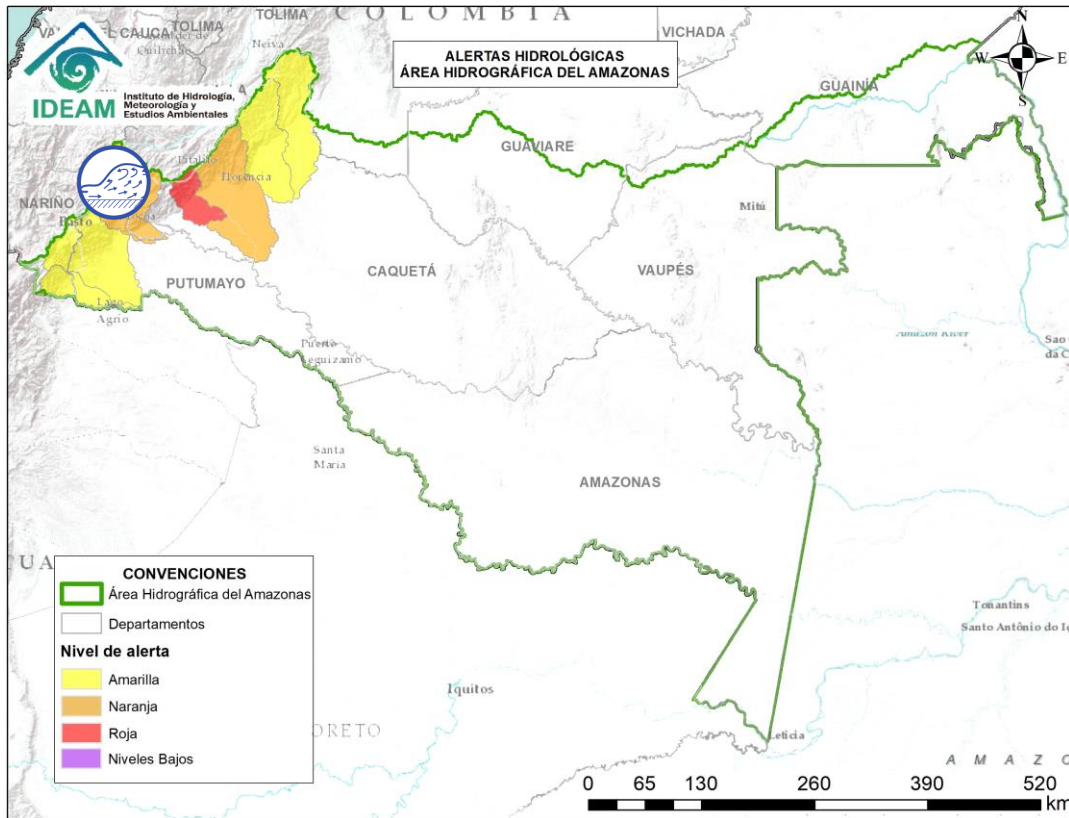 COLOMBIA
TOLIMA
TOLIMA
CAUCA
VICHADA
Neiva
N
W
E
S
ALERTAS HIDROLÓGICAS
ÁREA HIDROGRÁFICA DEL AMAZONAS
IDEAM
Instituto de Hidrología,
Meteorología y
Estudios Ambientales
GUAINÍA
GUAVIARE
Florencia
NARIÑO
Pasto
Mitú
CAQUETÁ
VAUPÉS
PUTUMAYO
Lago
Agrio
Amazon River
Puerto
Santa
Maria
AMAZONAS
CONVENCIONES
Área Hidrográfica del Amazonas
Departamentos
Nivel de alerta
Amarilla
Naranja
Roja
Niveles Bajos
Tonantins
Santo Antônio do
Iquitos
Leticia
0 65 130 260 390 520
km